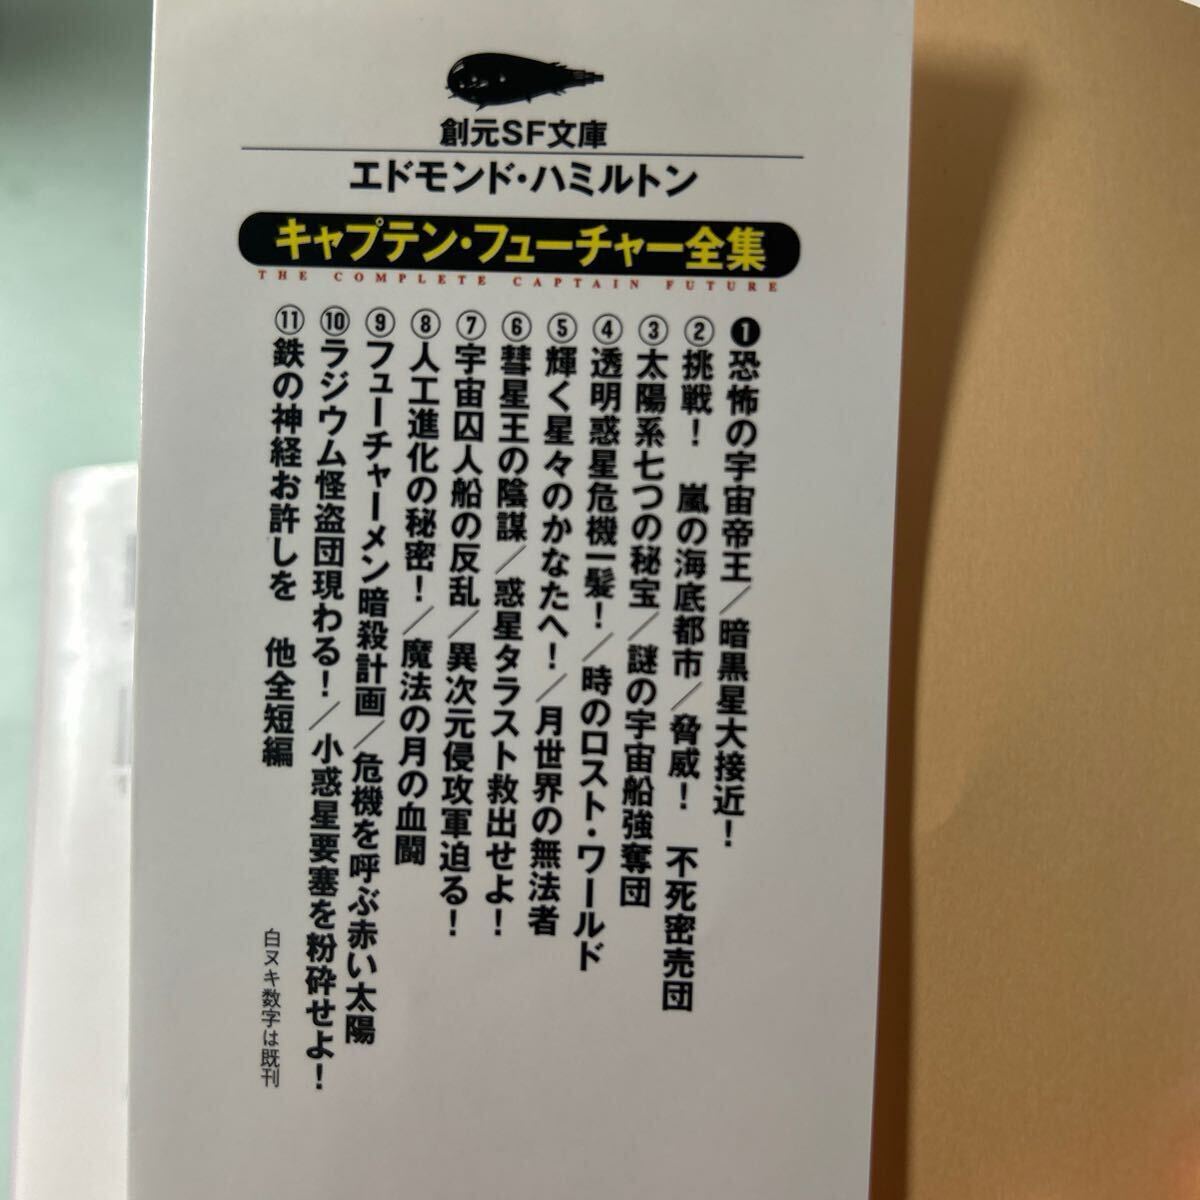 創元SF文庫
エドモンド・ハミルトン
キャプテン・フューチャー全集
THE COMPLETE CAPTAIN FUTURE
❶恐怖の宇宙帝王／暗黒星大接近！
②挑戦！　嵐の海底都市／脅威！　不死密売団
③太陽系七つの秘宝／謎の宇宙船強奪団
④透明惑星危機一髪！／時のロスト・ワールド
⑤輝く星々のかなたへ！／月世界の無法者
⑥彗星王の陰謀／惑星タラスト救出せよ！
⑦宇宙囚人船の反乱／異次元侵攻軍迫る！
⑧人工進化の秘密！／魔法の月の血闘
⑨フューチャーメン暗殺計画／危機を呼ぶ赤い太陽
⑩ラジウム怪盗団現わる！／小惑星要塞を粉砕せよ！
⑪鉄の神経お許しを　他全短編
白ヌキ数字は既刊